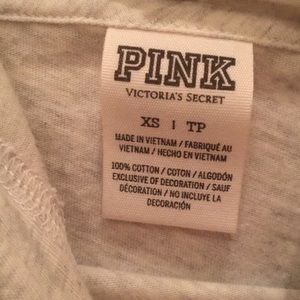 PINK
VICTORIA'S SECRET
XS | TP
MADE IN VIETNAM / FABRIQUÉ AU
VIETNAM / HECHO EN VIETNAM
100% COTTON / COTON / ALGODÓN
EXCLUSIVE OF DECORATION / SAUF
DÉCORATION / NO INCLUYE LA
DECORACIÓN